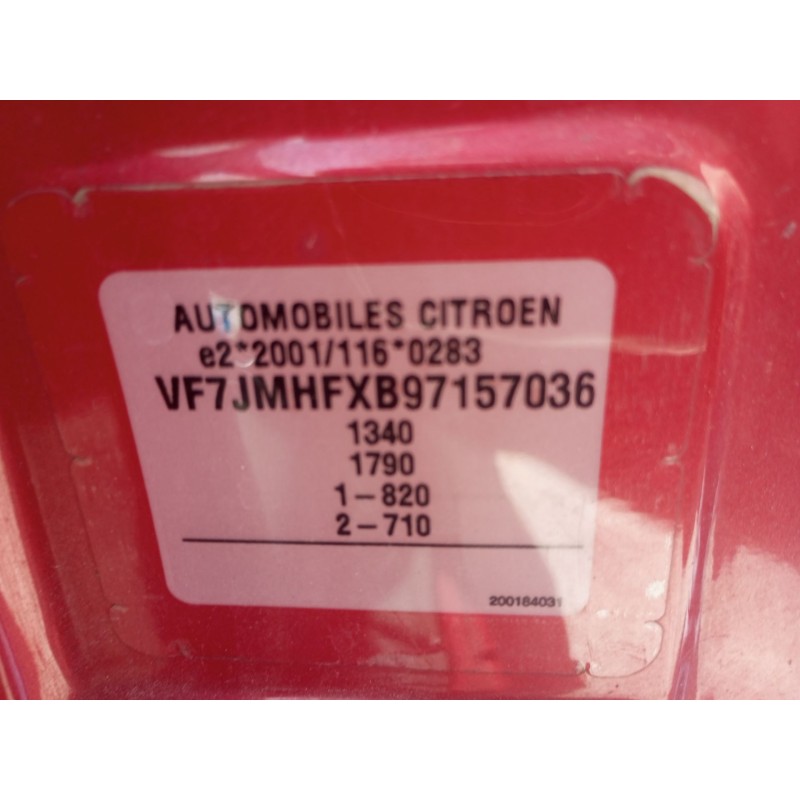 AUTOMOBILES CITROEN
e2*2001/116*0283
VF7JMHFXB97157036
1340
1790
1-820
2-710
200184031